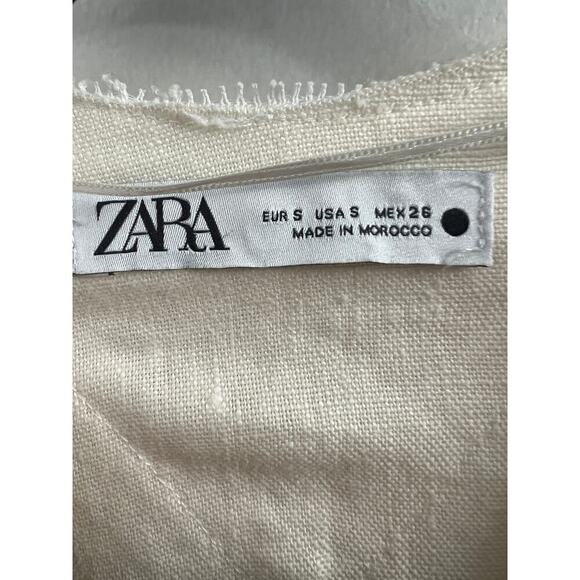 ZARA
EUR S USA S MEX 26
MADE IN MOROCCO